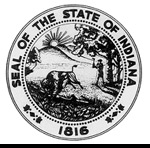 SEAL OF THE STATE OF INDIANA
1816